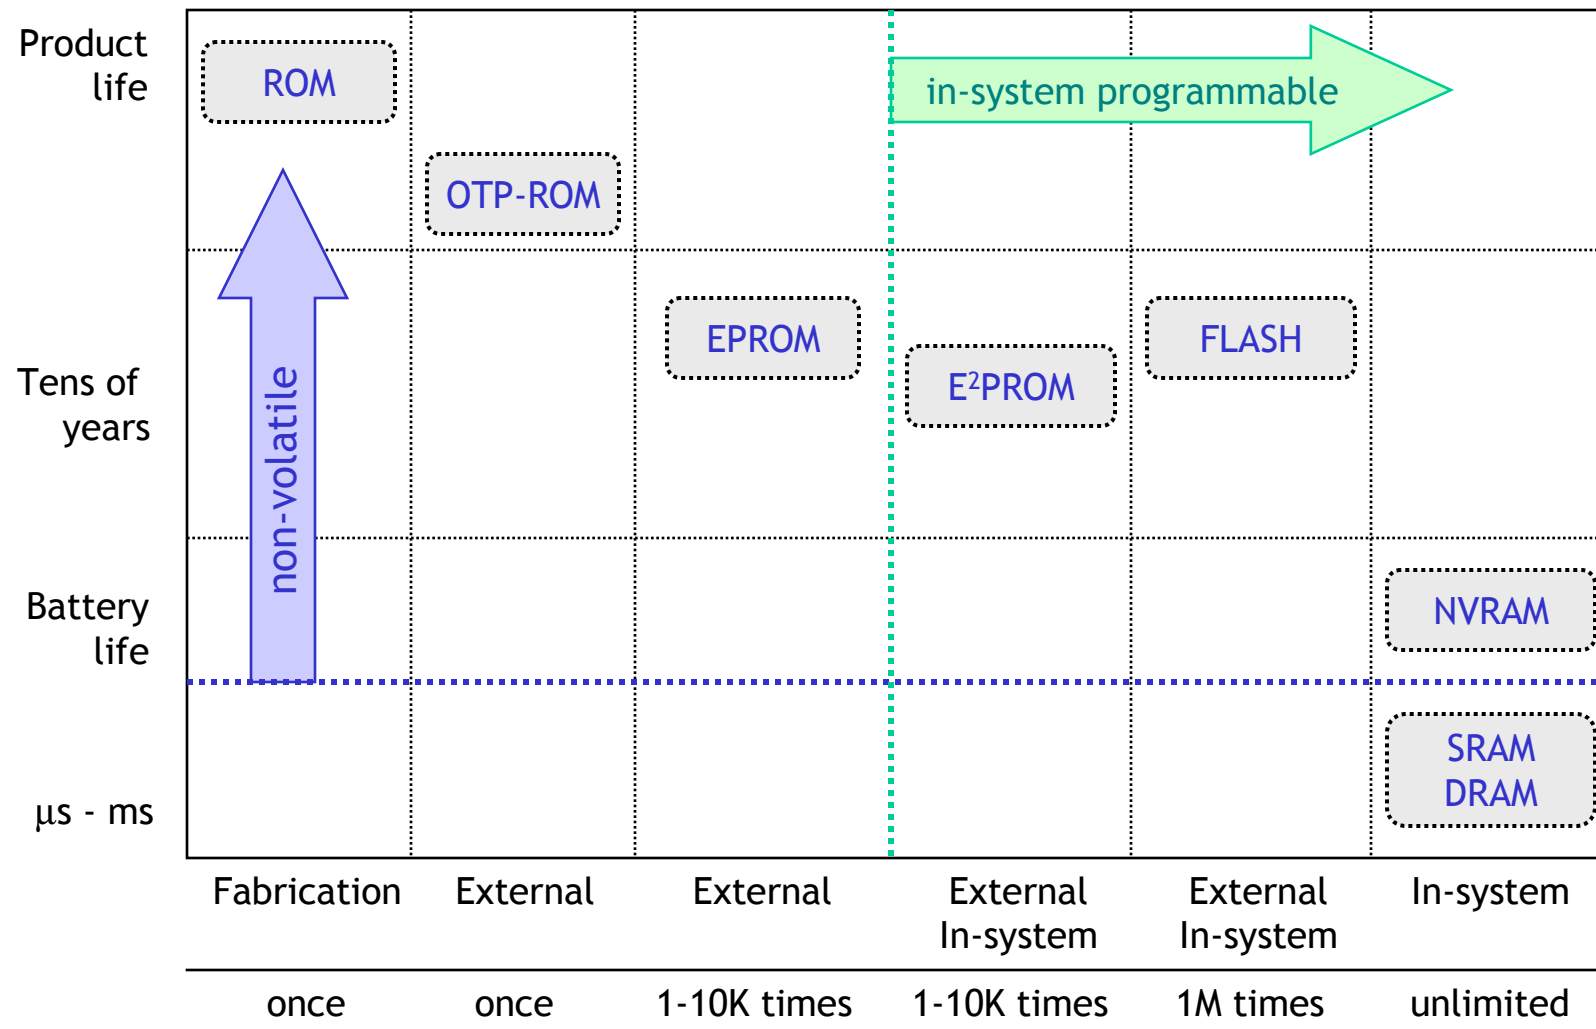 Product
life
ROM
in-system programmable
OTP-ROM
non-volatile
Tens of
years
EPROM
E²PROM
FLASH
Battery
life
NVRAM
μs - ms
SRAM
DRAM
Fabrication
External
External
External
In-system
External
In-system
In-system
once
once
1-10K times
1-10K times
1M times
unlimited